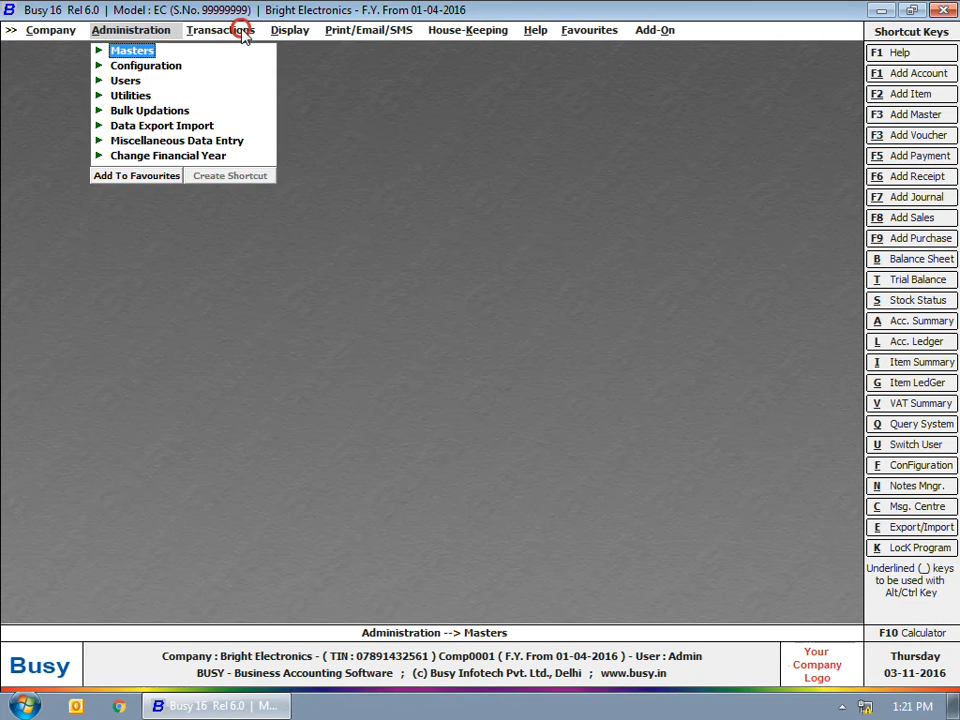 Busy 16 Rel 6.0 | Model : EC (S.No. 99999999) | Bright Electronics - F.Y. From 01-04-2016
>> Company Administration Transactions Display Print/Email/SMS House-Keeping Help Favourites Add-On
Masters
Configuration
Users
Utilities
Bulk Updations
Data Export Import
Miscellaneous Data Entry
Change Financial Year
Add To Favourites Create Shortcut
Shortcut Keys
F1 Help
F1 Add Account
F2 Add Item
F3 Add Master
F3 Add Voucher
F5 Add Payment
F6 Add Receipt
F7 Add Journal
F8 Add Sales
F9 Add Purchase
B Balance Sheet
T Trial Balance
S Stock Status
A Acc. Summary
L Acc. Ledger
I Item Summary
G Item LedGer
V VAT Summary
Q Query System
U Switch User
F ConFiguration
N Notes Mngr.
C Msg. Centre
E Export/Import
K LocK Program
Underlined (_) keys
to be used with
Alt/Ctrl Key
F10 Calculator
Administration --> Masters
Busy
Company : Bright Electronics - ( TIN : 07891432561 ) Comp0001 ( F.Y. From 01-04-2016 ) - User : Admin
BUSY - Business Accounting Software ; (c) Busy Infotech Pvt. Ltd., Delhi ; www.busy.in
Your
Company
Logo
Thursday
03-11-2016
Busy 16 Rel 6.0 | M...
1:21 PM